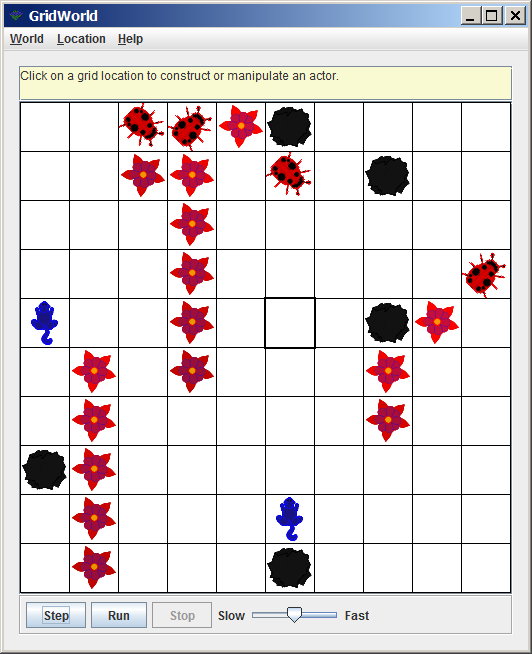 GridWorld
World Location Help
Click on a grid location to construct or manipulate an actor.
Step Run Stop Slow Fast